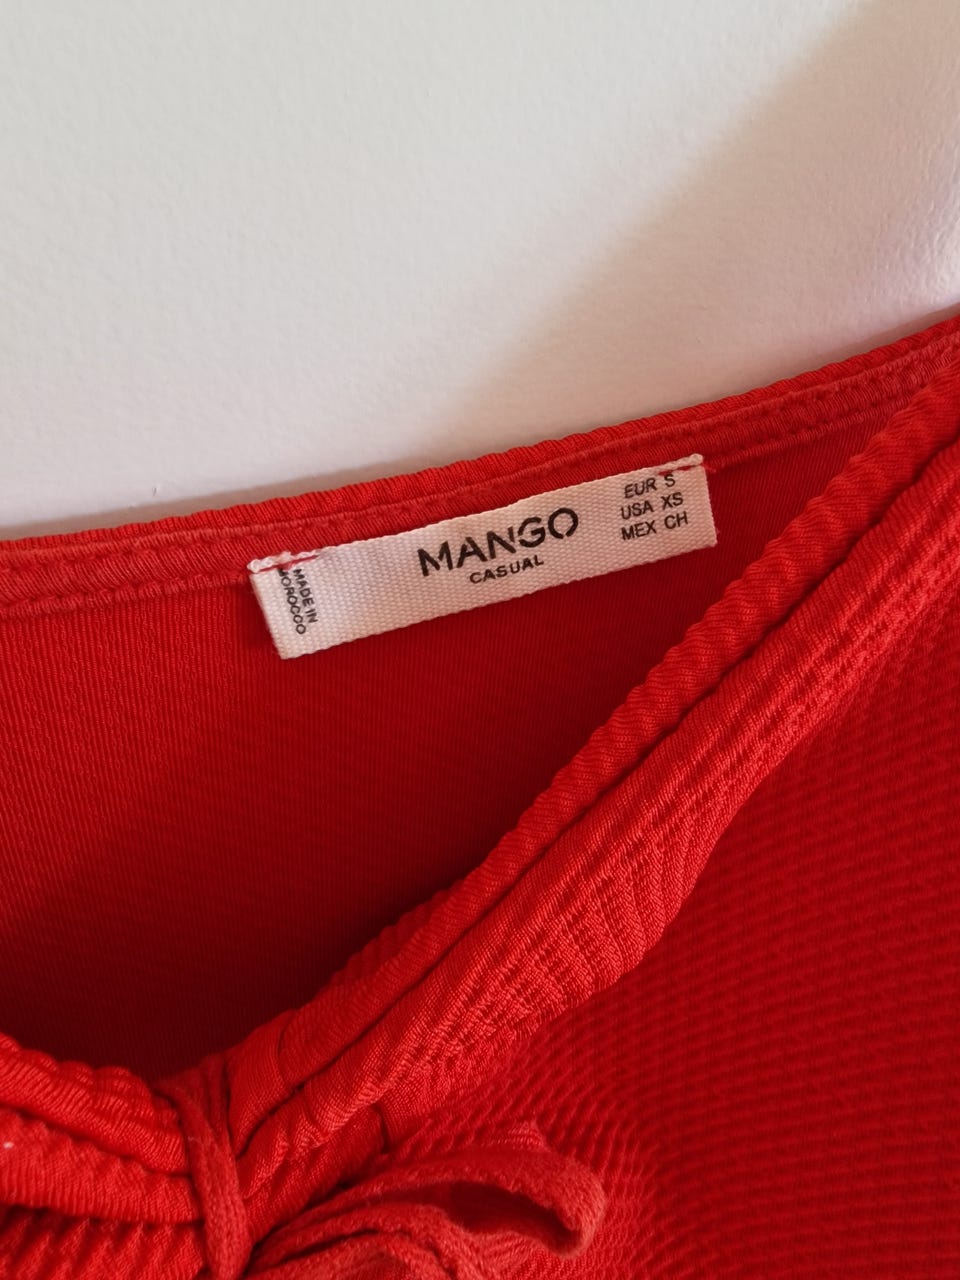 MANGO
CASUAL
EUR S
USA XS
MEX CH
MADE IN
MOROCCO